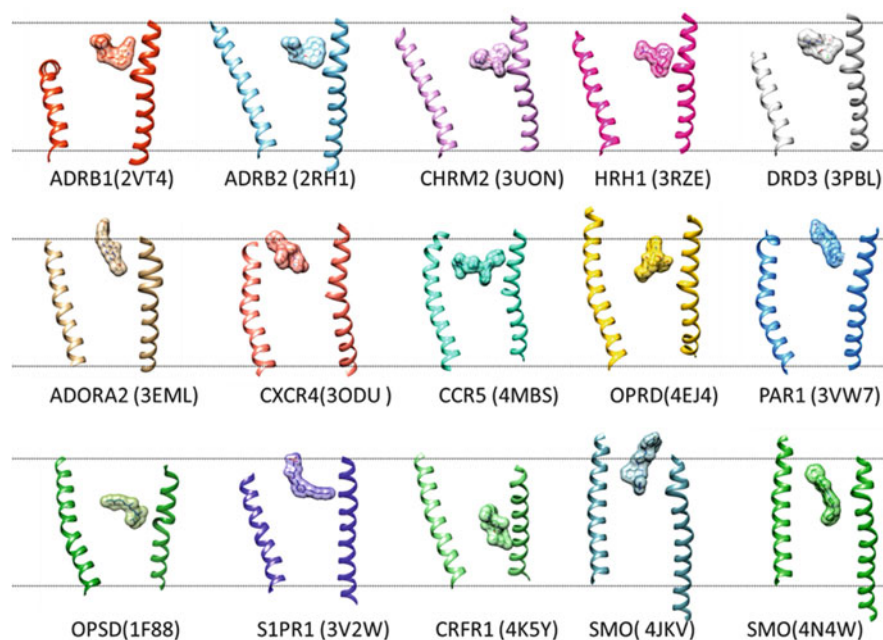 ADRB1(2VT4) ADRB2 (2RH1) CHRM2 (3UON) HRH1 (3RZE) DRD3 (3PBL)
ADORA2 (3EML) CXCR4(3ODU ) CCR5 (4MBS) OPRD(4EJ4) PAR1 (3VW7)
OPSD(1F88) S1PR1 (3V2W) CRFR1 (4K5Y) SMO( 4JKV) SMO(4N4W)